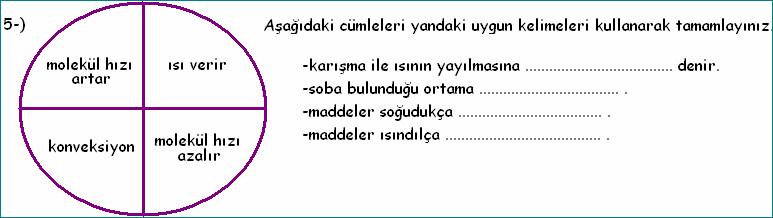 5-)
Aşağıdaki cümleleri yandaki uygun kelimeleri kullanarak tamamlayınız.
molekül hızı
artar
ısı verir
konveksiyon
molekül hızı
azalır
-karışma ile ısının yayılmasına .................................... denir.
-soba bulunduğu ortama .................................. .
-maddeler soğudukça ................................... .
-maddeler ısındılça ...................................... .